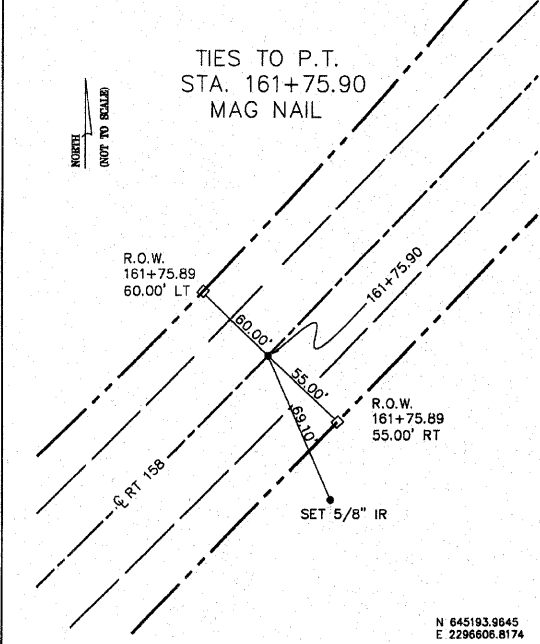 TIES TO P.T.
STA. 161+75.90
MAG NAIL
NORTH
(NOT TO SCALE)
R.O.W.
161+75.89
60.00' LT
60.00'
161+75.90
55.00'
69.10'
R.O.W.
161+75.89
55.00' RT
℄ RT 158
SET 5/8" IR
N 645193.9645
E 2296606.8174